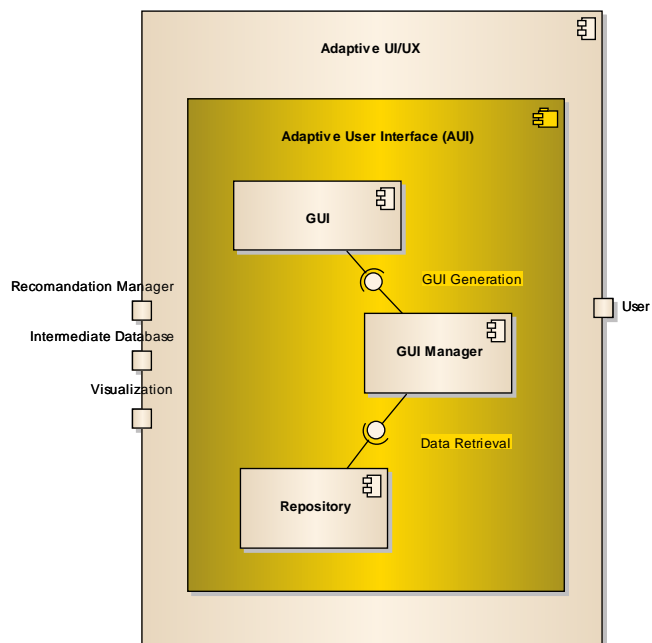 Adaptive UI/UX
Adaptive User Interface (AUI)
GUI
GUI Generation
Recomandation Manager
User
Intermediate Database
GUI Manager
Visualization
Data Retrieval
Repository